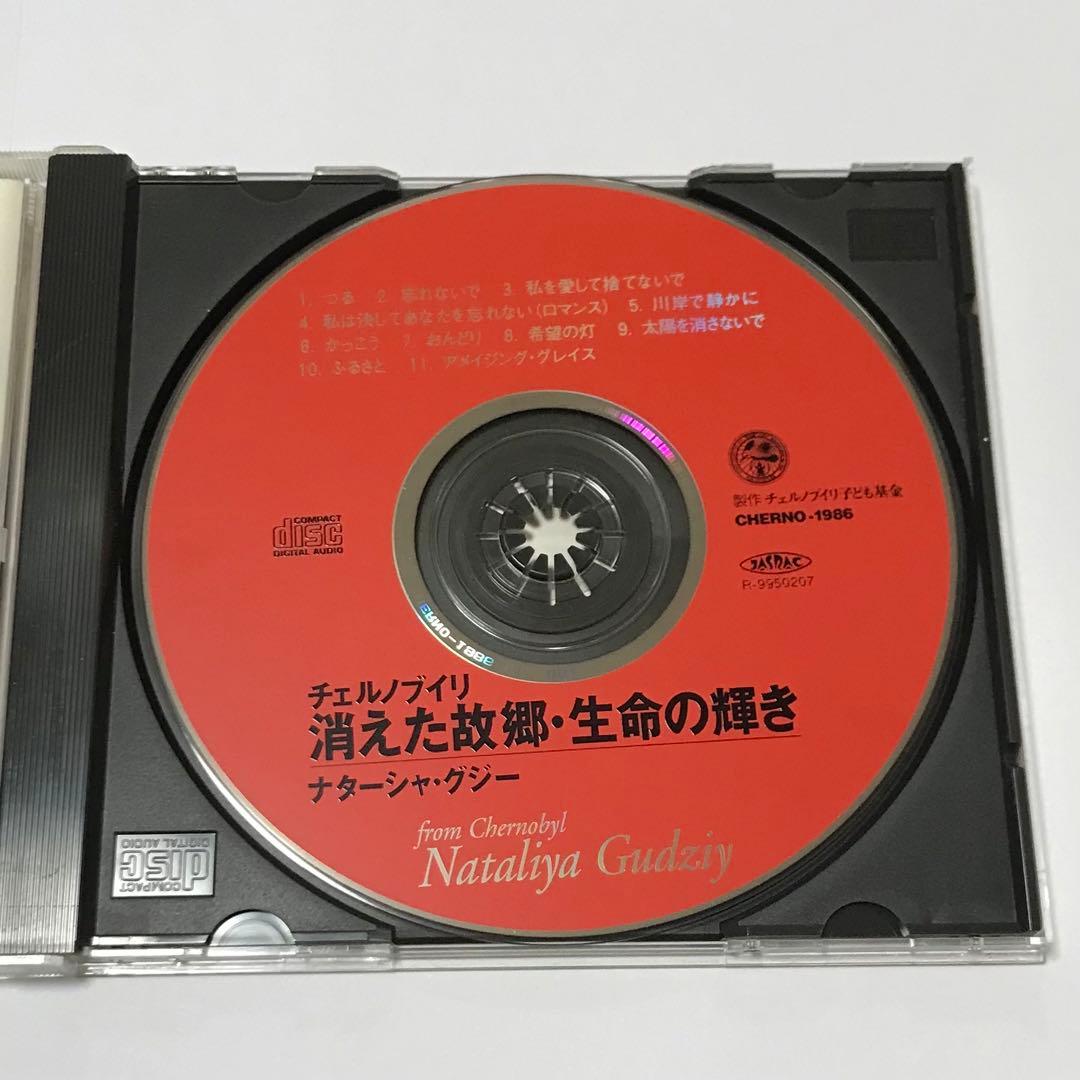 1. つる 2. 忘れないで 3. 私を愛して捨てないで
4. 私は決してあなたを忘れない(ロマンス) 5. 川岸で静かに
6. かっこう 7. おんどり 8. 希望の灯 9. 太陽を消さないで
10. ふるさと 11. アメイジング・グレイス
製作 チェルノブイリ子ども基金
CHERNO-1986
JASRAC
R-9950207
COMPACT
disc
DIGITAL AUDIO
ERNO-1986
チェルノブイリ
消えた故郷・生命の輝き
ナターシャ・グジー
from Chernobyl
Nataliya Gudziy
COMPACT
disc
DIGITAL AUDIO